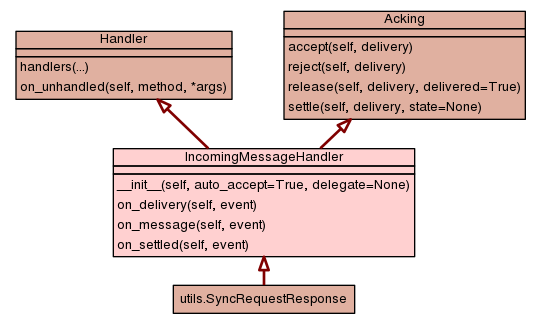 Handler
handlers(...)
on_unhandled(self, method, *args)
Acking
accept(self, delivery)
reject(self, delivery)
release(self, delivery, delivered=True)
settle(self, delivery, state=None)
IncomingMessageHandler
__init__(self, auto_accept=True, delegate=None)
on_delivery(self, event)
on_message(self, event)
on_settled(self, event)
utils.SyncRequestResponse